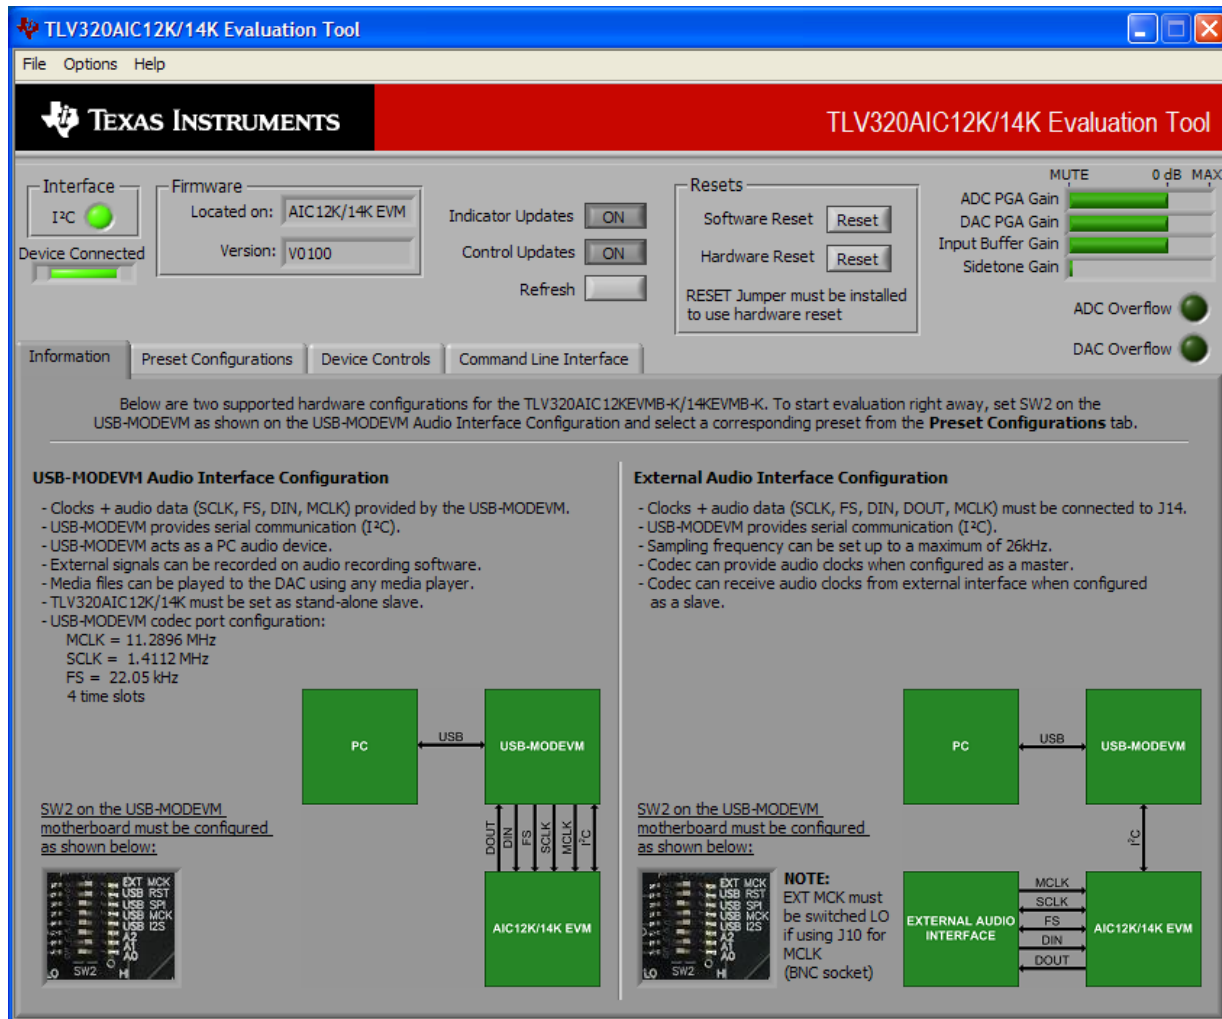 TLV320AIC12K/14K Evaluation Tool
File Options Help
TEXAS INSTRUMENTS
TLV320AIC12K/14K Evaluation Tool
Interface
I²C
Device Connected
Firmware
Located on: AIC12K/14K EVM
Version: V0100
Indicator Updates ON
Control Updates ON
Refresh
Resets
Software Reset Reset
Hardware Reset Reset
RESET Jumper must be installed
to use hardware reset
MUTE 0 dB MAX
ADC PGA Gain
DAC PGA Gain
Input Buffer Gain
Sidetone Gain
ADC Overflow
DAC Overflow
Information Preset Configurations Device Controls Command Line Interface
Below are two supported hardware configurations for the TLV320AIC12KEVMB-K/14KEVMB-K. To start evaluation right away, set SW2 on the
USB-MODEVM as shown on the USB-MODEVM Audio Interface Configuration and select a corresponding preset from the Preset Configurations tab.
USB-MODEVM Audio Interface Configuration
- Clocks + audio data (SCLK, FS, DIN, MCLK) provided by the USB-MODEVM.
- USB-MODEVM provides serial communication (I²C).
- USB-MODEVM acts as a PC audio device.
- External signals can be recorded on audio recording software.
- Media files can be played to the DAC using any media player.
- TLV320AIC12K/14K must be set as stand-alone slave.
- USB-MODEVM codec port configuration:
MCLK = 11.2896 MHz
SCLK = 1.4112 MHz
FS = 22.05 kHz
4 time slots
PC
USB
USB-MODEVM
DOUT
DIN
FS
SCLK
MCLK
I²C
AIC12K/14K EVM
SW2 on the USB-MODEVM
motherboard must be configured
as shown below:
EXT MCK
USB RST
USB SPI
USB MCK
USB I2S
A2
A1
A0
LO SW2 HI
External Audio Interface Configuration
- Clocks + audio data (SCLK, FS, DIN, DOUT, MCLK) must be connected to J14.
- USB-MODEVM provides serial communication (I²C).
- Sampling frequency can be set up to a maximum of 26kHz.
- Codec can provide audio clocks when configured as a master.
- Codec can receive audio clocks from external interface when configured
as a slave.
PC
USB
USB-MODEVM
I²C
SW2 on the USB-MODEVM
motherboard must be configured
as shown below:
EXT MCK
USB RST
USB SPI
USB MCK
USB I2S
A2
A1
A0
LO SW2 HI
NOTE:
EXT MCK must
be switched LO
if using J10 for
MCLK
(BNC socket)
EXTERNAL AUDIO
INTERFACE
MCLK
SCLK
FS
DIN
DOUT
AIC12K/14K EVM